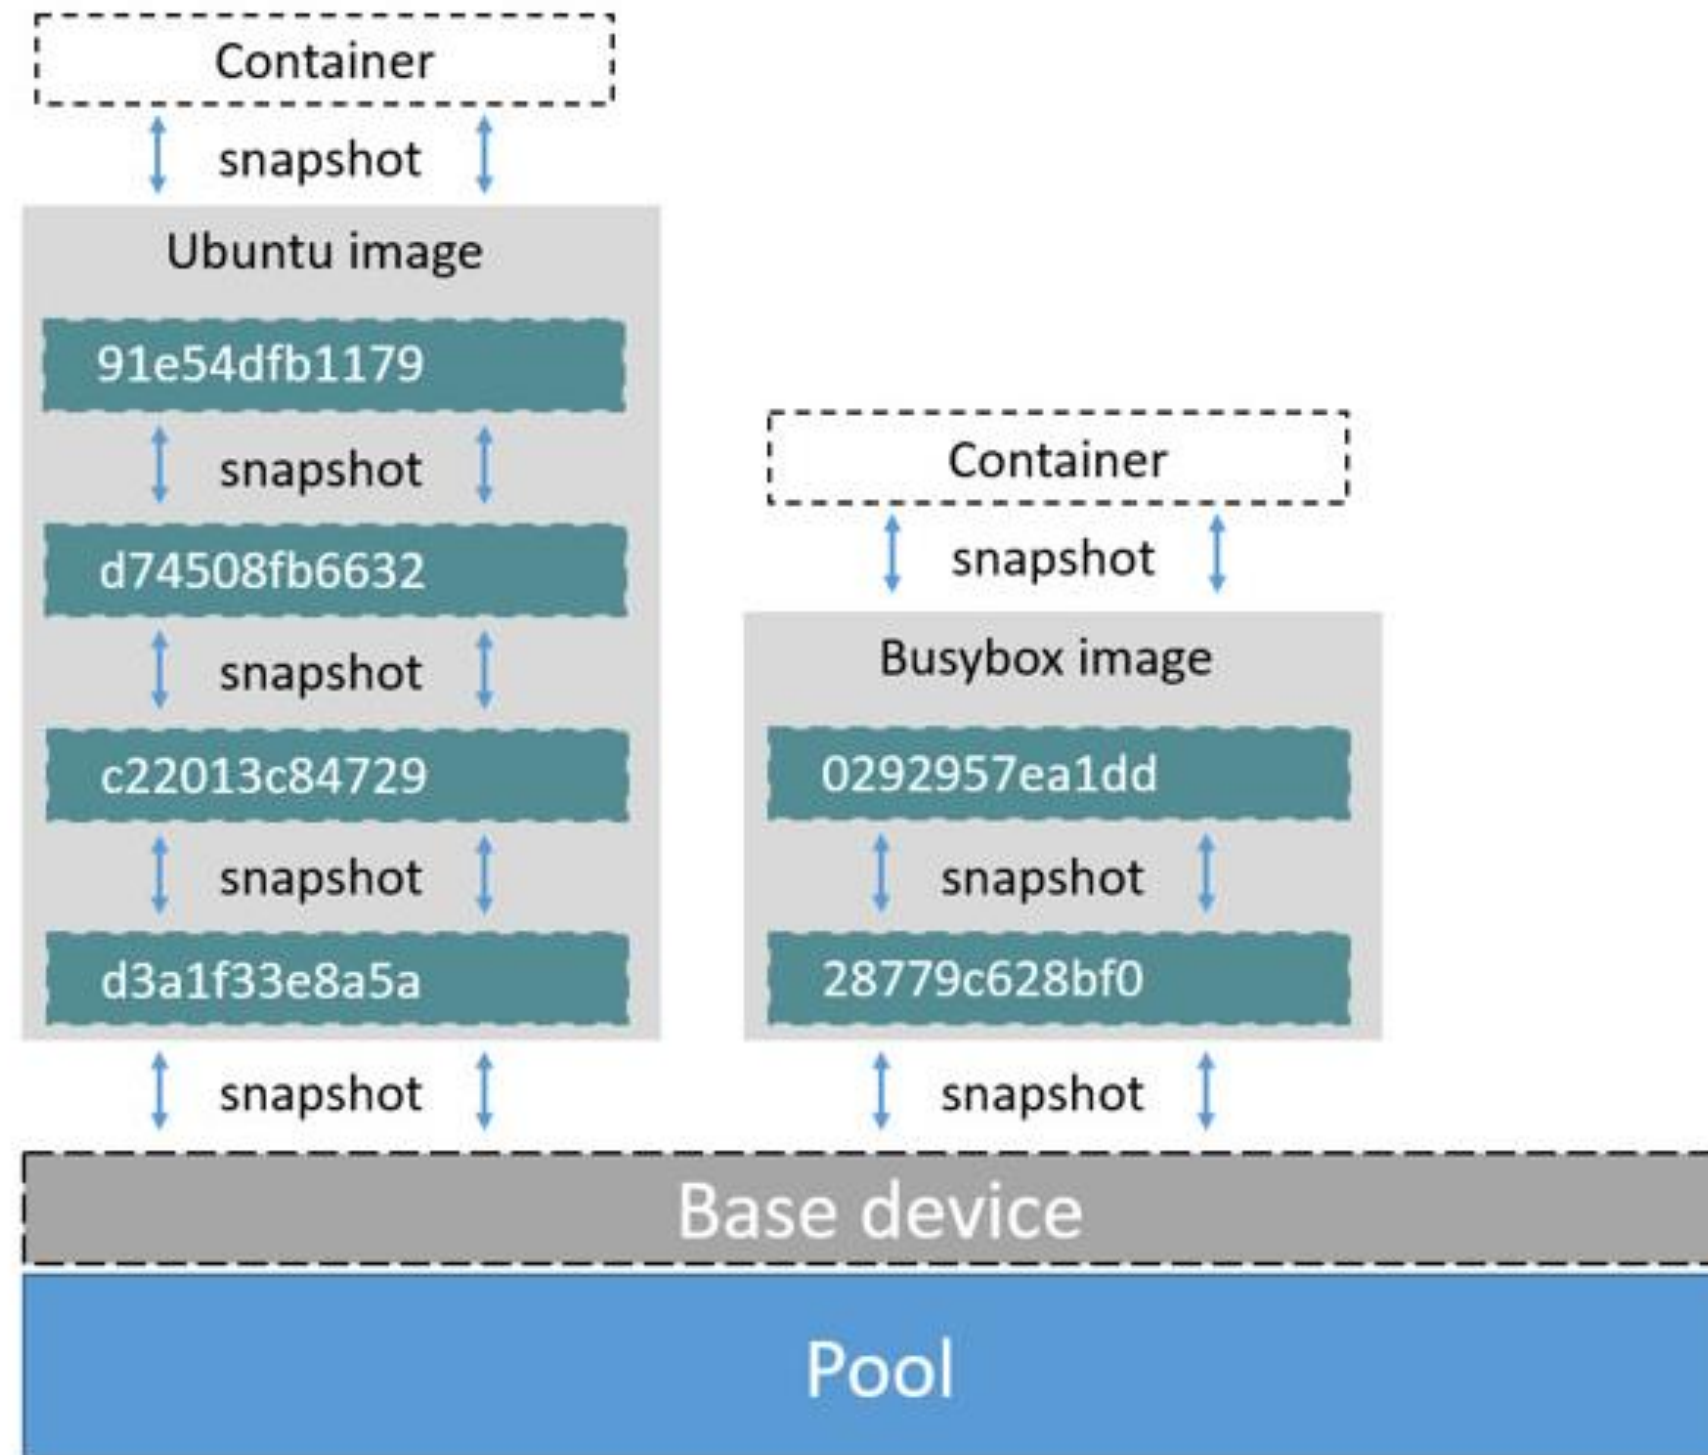 Container
snapshot
Ubuntu image
91e54dfb1179
snapshot
d74508fb6632
snapshot
c22013c84729
snapshot
d3a1f33e8a5a
snapshot
Container
snapshot
Busybox image
0292957ea1dd
snapshot
28779c628bf0
snapshot
Base device
Pool